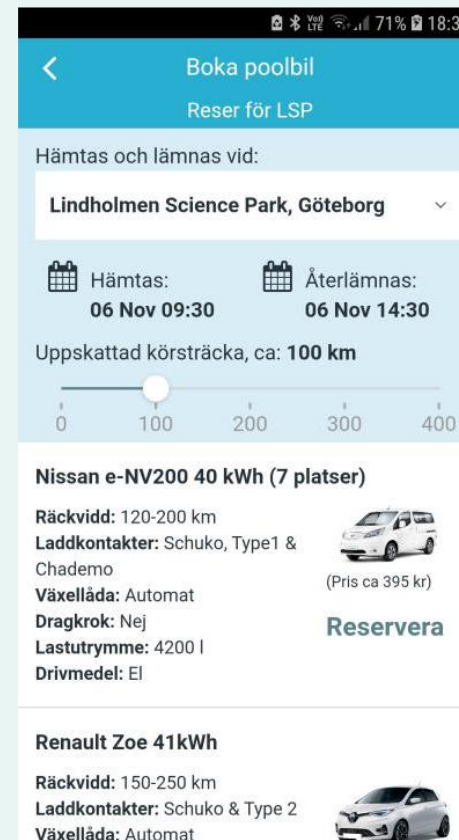 Voj) LTE 71% 18:3
Boka poolbil
Reser för LSP
Hämtas och lämnas vid:
Lindholmen Science Park, Göteborg
Hämtas: Återlämnas:
06 Nov 09:30 06 Nov 14:30
Uppskattad körsträcka, ca: 100 km
0 100 200 300 400
Nissan e-NV200 40 kWh (7 platser)
Räckvidd: 120-200 km
Laddkontakter: Schuko, Type1 &
Chademo
(Pris ca 395 kr)
Växellåda: Automat
Dragkrok: Nej
Reservera
Lastutrymme: 4200 l
Drivmedel: El
Renault Zoe 41kWh
Räckvidd: 150-250 km
Laddkontakter: Schuko & Type 2
Växellåda: Automat